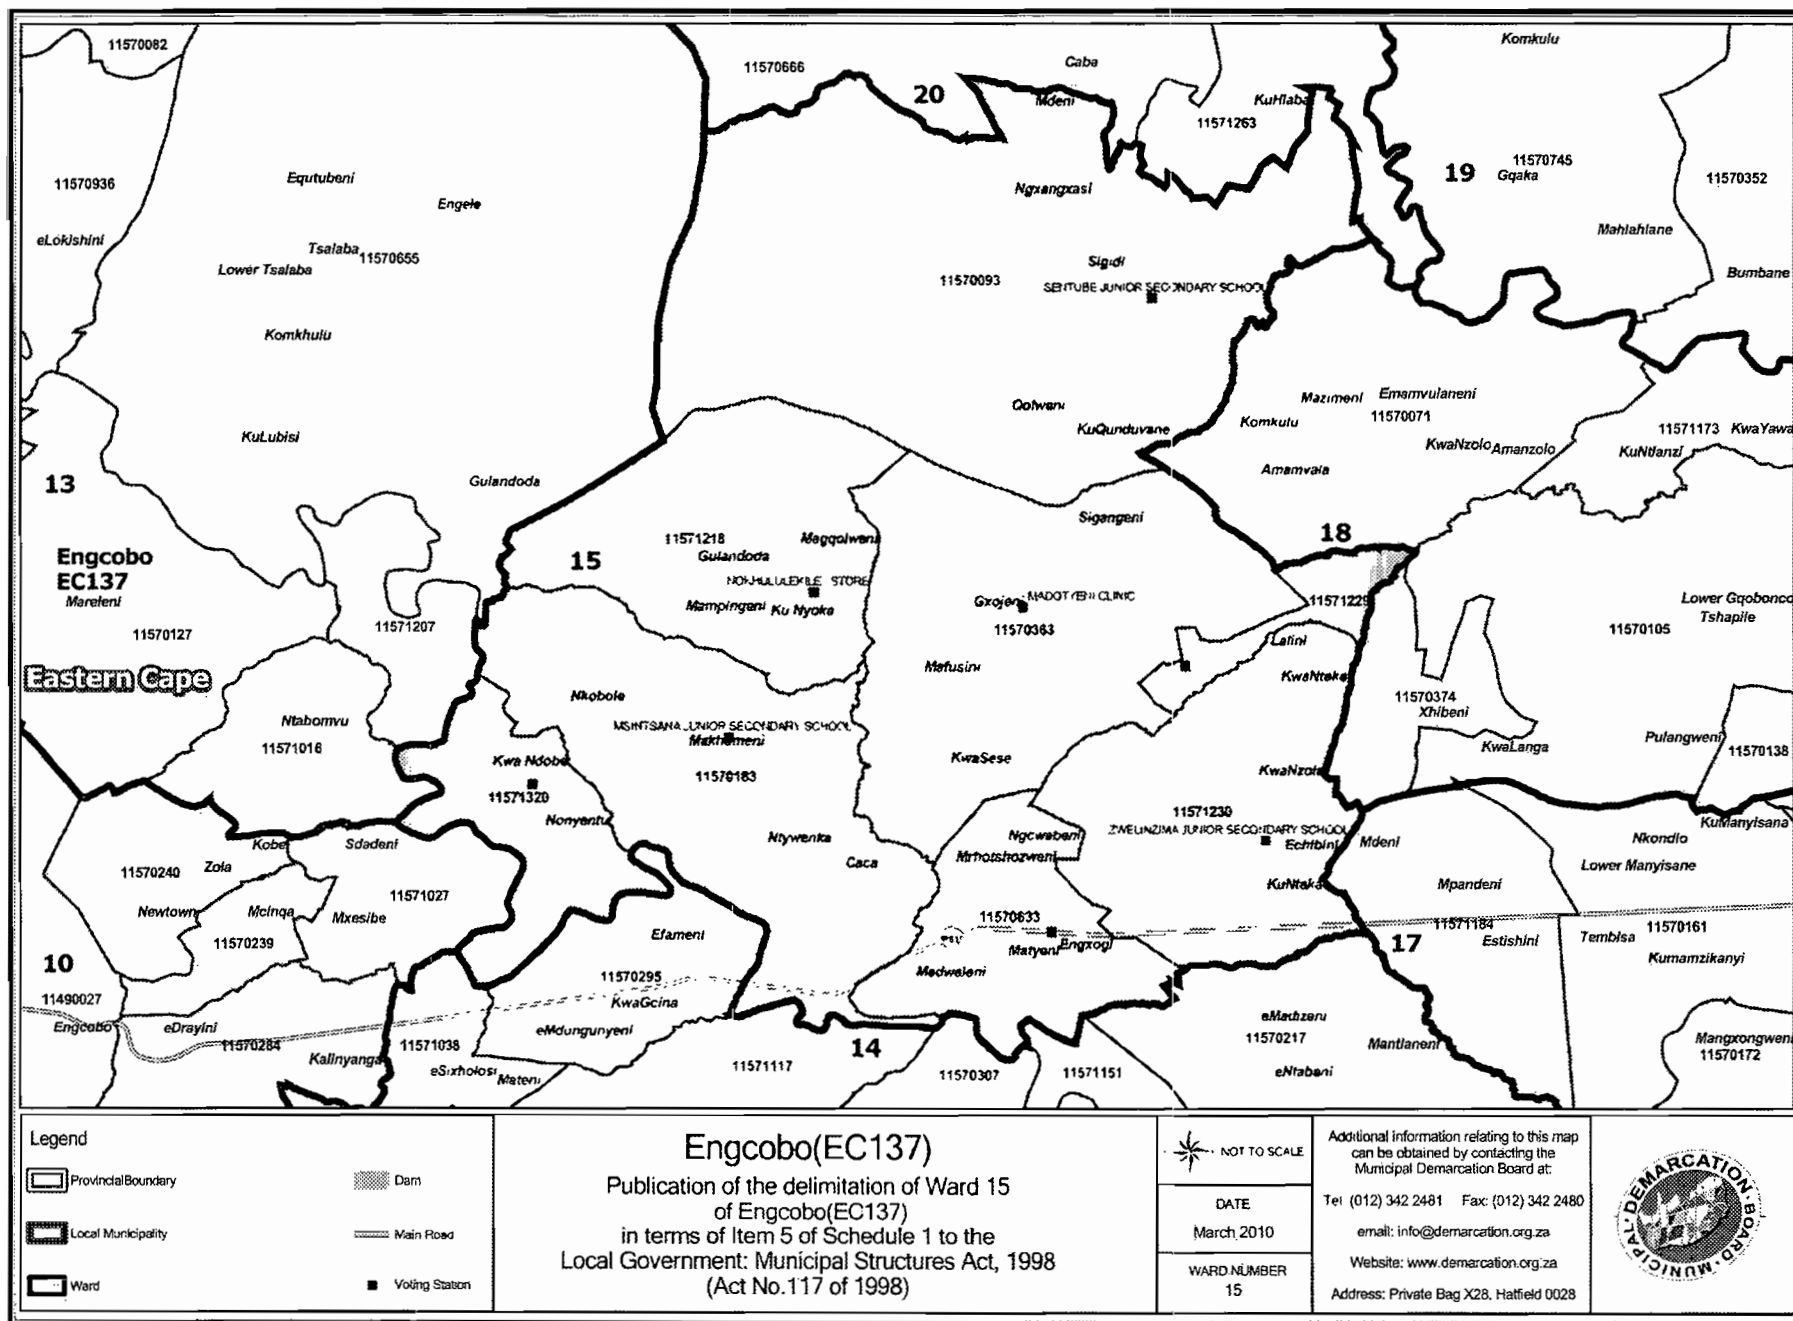 11570082
11570666
Caba
Komkulu
20
Mdeni
KuHlaba
11571263
11570745
19
Gqaka
11570352
11570936
Equtubeni
Engele
Ngxangxasi
Mahlahlane
eLokishini
Tsalaba
11570655
Lower Tsalaba
Sigidi
Bumbane
11570093
SENTUBE JUNIOR SECONDARY SCHOOL
Komkhulu
Mazimeni
Emamvulaneni
11570071
Qotweni
KuQunduvane
Komkulu
11571173
KwaYawa
KwaNzolo
Amanzolo
KuNtlanzi
KuLubisi
Amamvala
13
Gulandoda
Sigangeni
18
11571218
Magqolweni
Gulandoda
15
Engcobo
EC137
Mareleni
Mampingeni
Ku Nyoka
Gxojeni
MADOTYENI CLINIC
11570363
11571229
Lower Gqobonco
Tshapile
11570105
11570127
11571207
Lalini
Eastern Cape
Mafusini
KwaNtaka
Nkobole
11570374
Xhibeni
Ntabomvu
11571016
MSINTSANA JUNIOR SECONDARY SCHOOL
Makhomeni
11570183
Kwa Ndobe
11571320
KwaSese
KwaNzolo
KwaLanga
Pulangweni
11570138
Nonyentu
11571230
ZWELINZIMA JUNIOR SECONDARY SCHOOL
Echibini
Mdeni
KuManyisana
Nkondlo
Lower Manyisane
Ngcwabeni
Mrhotshozweni
Ntywenka
Caca
Kobe
Sdadeni
Zola
11570240
11571027
Newtown
Mcinqa
Mxesibe
11570239
KuNtaka
Mpandeni
11570633
11571184
Estishini
Tembisa
11570161
Kumamzikanyi
Efameni
Matyeni
Engxogi
17
Madwaleni
10
11570295
KwaGcina
11490027
Engcobo
eDrayini
11570284
Kalinyanga
11571038
eMdungunyeni
eSixholosi
Mateni
14
11571117
11570307
11571151
eMadizeni
11570217
Mantlaneni
eNtabeni
Mangxongweni
11570172
Legend
ProvincialBoundary
Local Municipality
Ward
Dam
Main Road
Voting Station
Engcobo(EC137)
Publication of the delimitation of Ward 15
of Engcobo(EC137)
in terms of Item 5 of Schedule 1 to the
Local Government: Municipal Structures Act, 1998
(Act No.117 of 1998)
NOT TO SCALE
DATE
March 2010
WARD NUMBER
15
Additional information relating to this map
can be obtained by contacting the
Municipal Demarcation Board at:
Tel (012) 342 2481 Fax: (012) 342 2480
email: info@demarcation.org.za
Website: www.demarcation.org.za
Address: Private Bag X28, Hatfield 0028
MUNICIPAL DEMARCATION BOARD